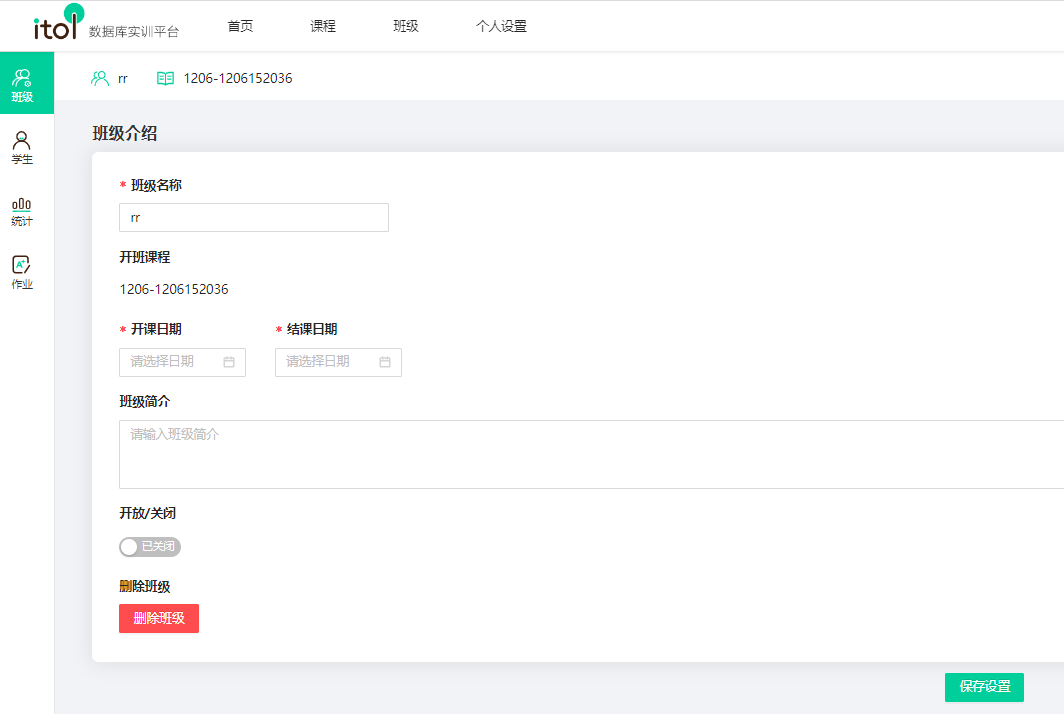 itol 数据库实训平台 首页 课程 班级 个人设置
班级
rr 1206-1206152036
学生
统计
作业
班级介绍
* 班级名称
rr
开班课程
1206-1206152036
* 开课日期 * 结课日期
请选择日期 请选择日期
班级简介
请输入班级简介
开放/关闭
已关闭
删除班级
删除班级
保存设置